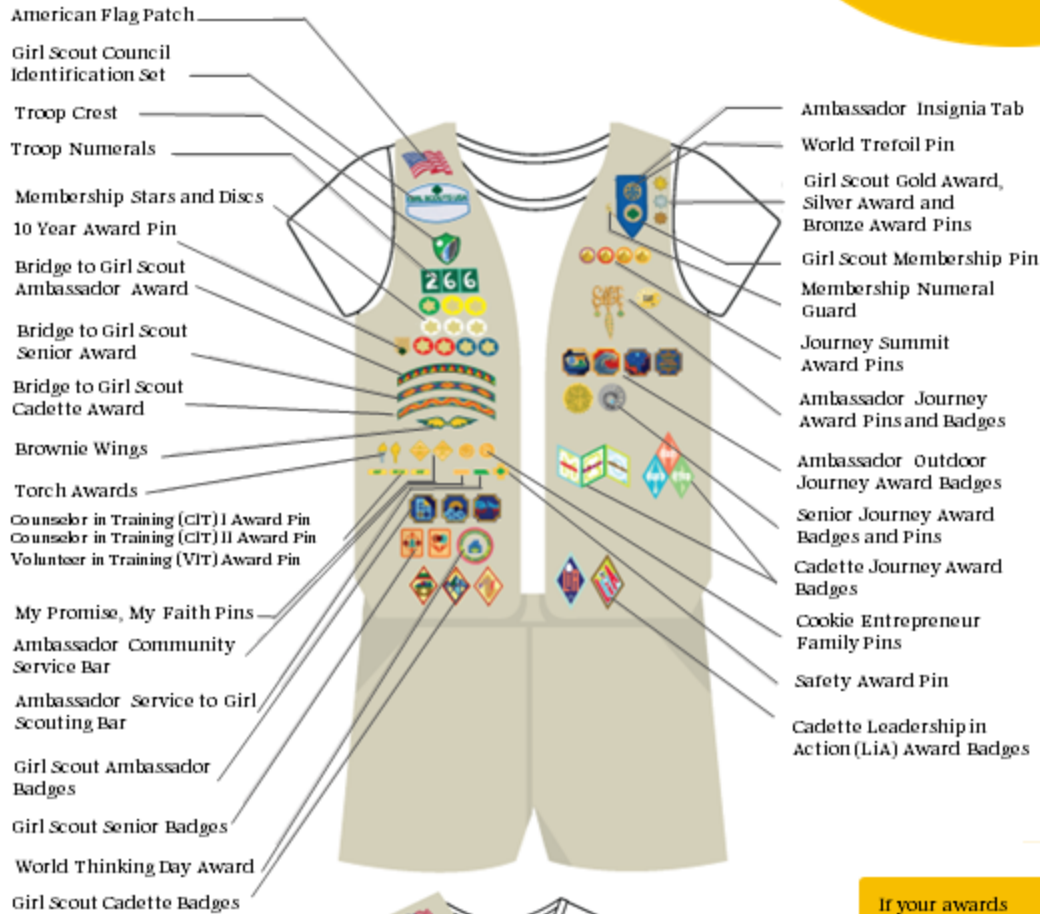 American Flag Patch
Girl Scout Council
Identification Set
Troop Crest
Troop Numerals
Membership Stars and Discs
10 Year Award Pin
Bridge to Girl Scout
Ambassador Award
Bridge to Girl Scout
Senior Award
Bridge to Girl Scout
Cadette Award
Brownie Wings
Torch Awards
Counselor in Training (CIT) I Award Pin
Counselor in Training (CIT) II Award Pin
Volunteer in Training (VIT) Award Pin
My Promise, My Faith Pins
Ambassador Community
Service Bar
Ambassador Service to Girl
Scouting Bar
Girl Scout Ambassador
Badges
Girl Scout Senior Badges
World Thinking Day Award
Girl Scout Cadette Badges
GIRL SCOUTS USA
266
Ambassador Insignia Tab
World Trefoil Pin
Girl Scout Gold Award,
Silver Award and
Bronze Award Pins
Girl Scout Membership Pin
Membership Numeral
Guard
Journey Summit
Award Pins
Ambassador Journey
Award Pins and Badges
Ambassador Outdoor
Journey Award Badges
Senior Journey Award
Badges and Pins
Cadette Journey Award
Badges
Cookie Entrepreneur
Family Pins
Safety Award Pin
Cadette Leadership in
Action (LiA) Award Badges
If your awards